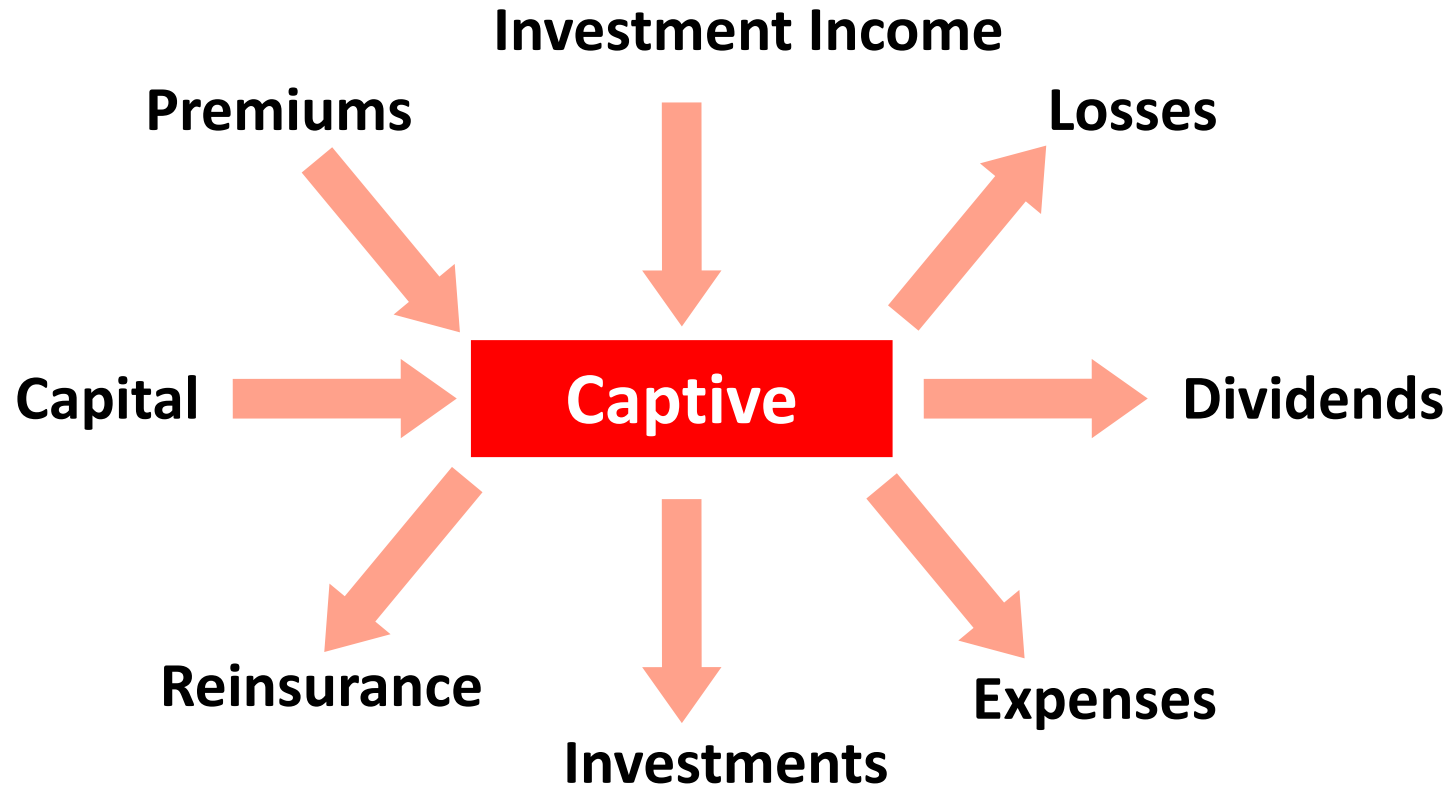 Investment Income
Premiums
Losses
Capital
Captive
Dividends
Reinsurance
Expenses
Investments